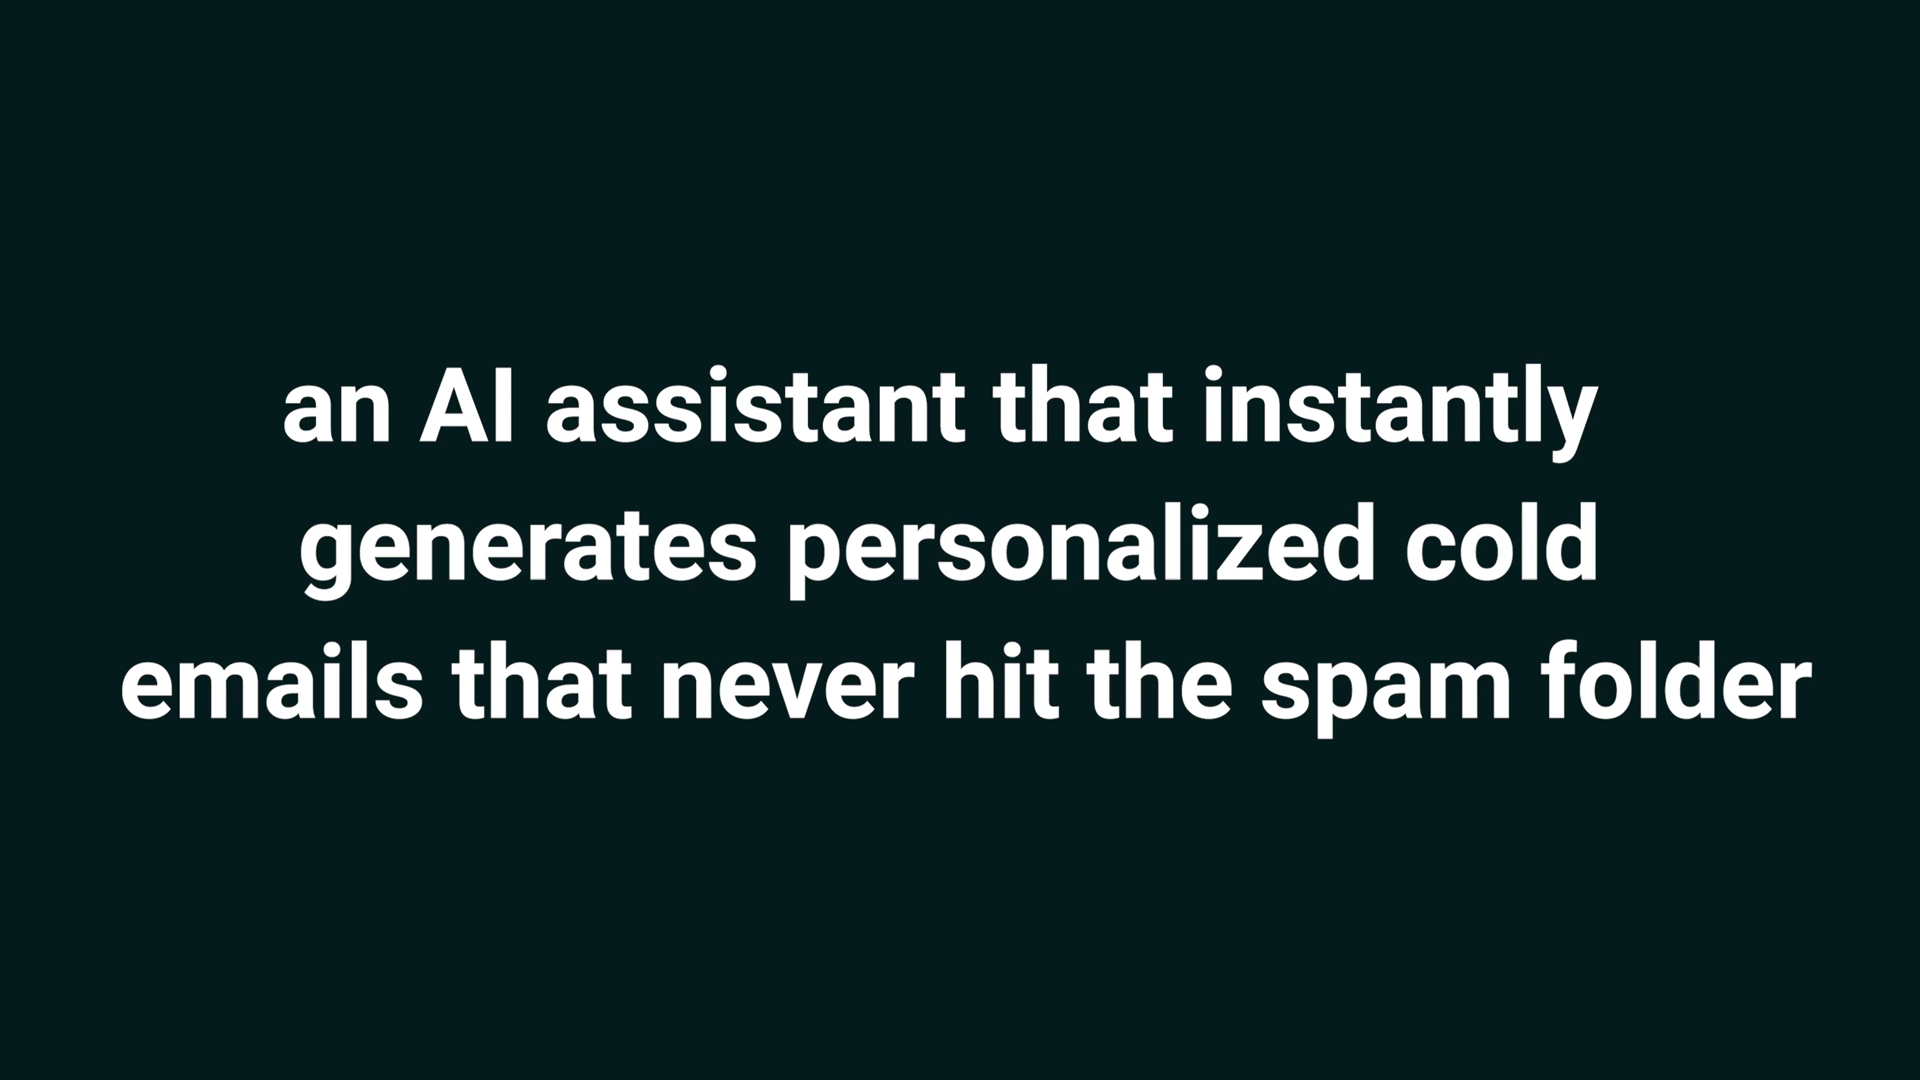 an AI assistant that instantly
generates personalized cold
emails that never hit the spam folder